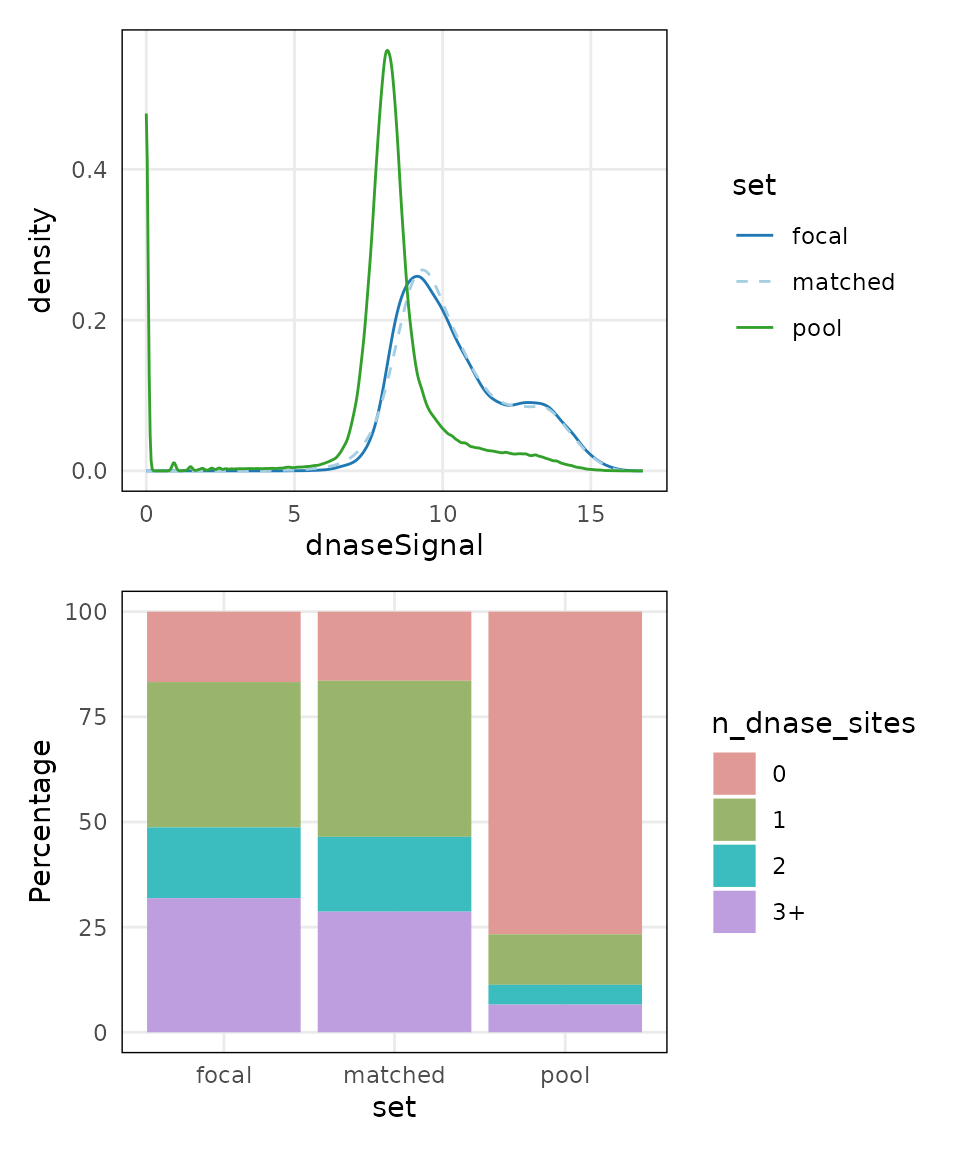 density
0.4
0.2
0.0
0 5 10 15
dnaseSignal
set
focal
matched
pool
Percentage
100
75
50
25
0
focal matched pool
set
n_dnase_sites
0
1
2
3+